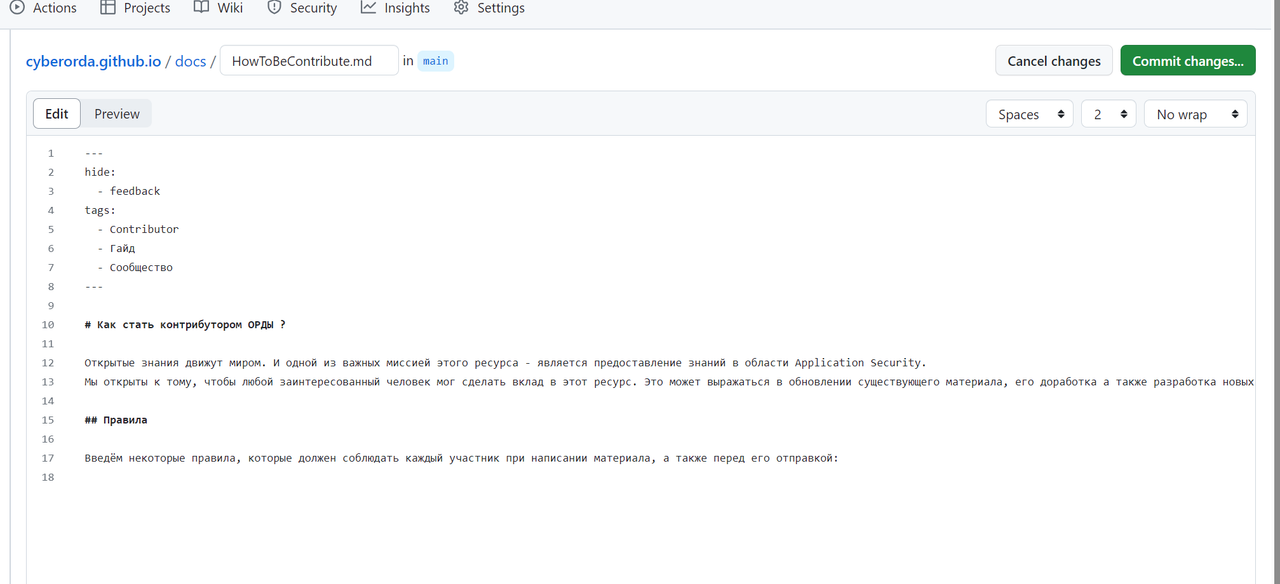 Actions Projects Wiki Security Insights Settings
cyberorda.github.io / docs / HowToBeContribute.md in main Cancel changes Commit changes...
Edit Preview Spaces 2 No wrap
1 ---
2 hide:
3 - feedback
4 tags:
5 - Contributor
6 - Гайд
7 - Сообщество
8 ---
9
10 # Как стать контрибутором ОРДЫ ?
11
12 Открытые знания движут миром. И одной из важных миссией этого ресурса - является предоставление знаний в области Application Security.
13 Мы открыты к тому, чтобы любой заинтересованный человек мог сделать вклад в этот ресурс. Это может выражаться в обновлении существующего материала, его доработка а также разработка новых
14
15 ## Правила
16
17 Введём некоторые правила, которые должен соблюдать каждый участник при написании материала, а также перед его отправкой:
18